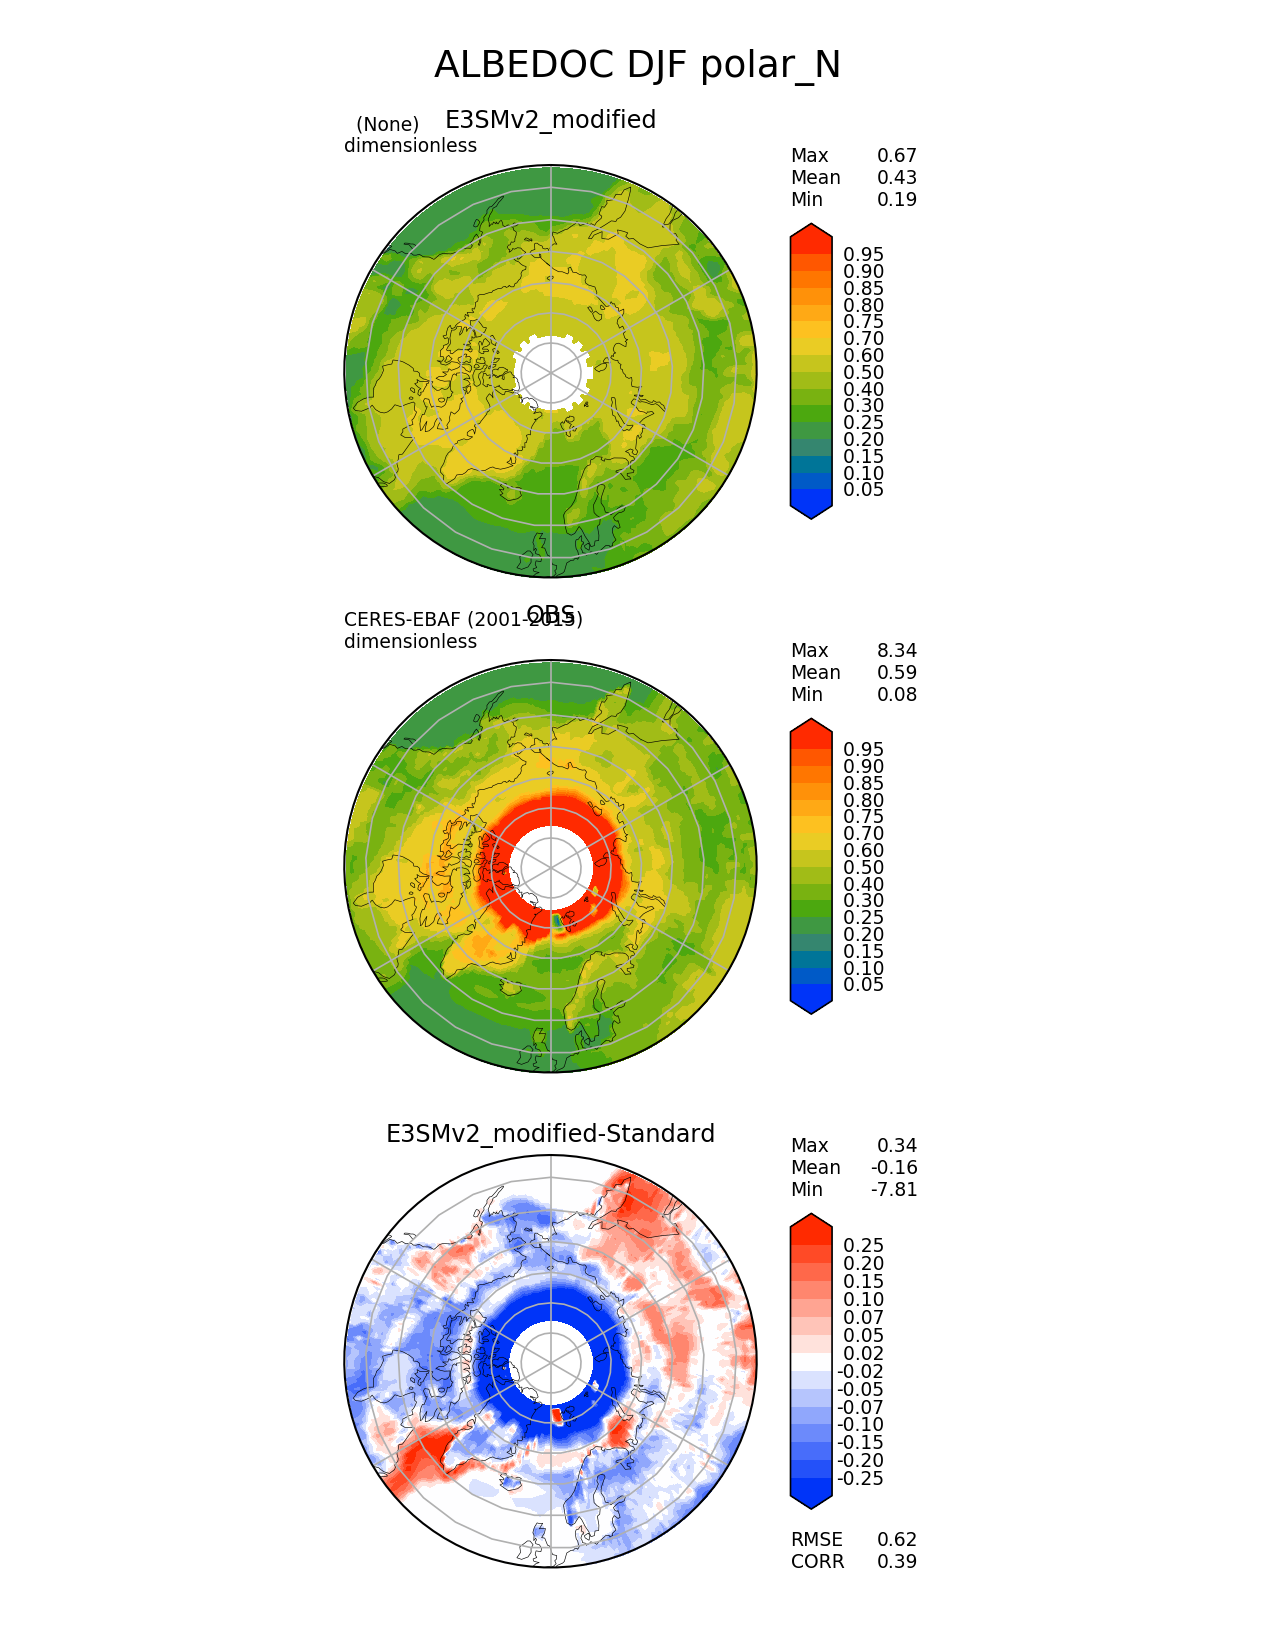 ALBEDOC DJF polar_N
E3SMv2_modified
(None)
dimensionless
Max 0.67
Mean 0.43
Min 0.19
0.95
0.90
0.85
0.80
0.75
0.70
0.60
0.50
0.40
0.30
0.25
0.20
0.15
0.10
0.05
OBS
CERES-EBAF (2001-2015)
dimensionless
Max 8.34
Mean 0.59
Min 0.08
0.95
0.90
0.85
0.80
0.75
0.70
0.60
0.50
0.40
0.30
0.25
0.20
0.15
0.10
0.05
E3SMv2_modified-Standard
Max 0.34
Mean -0.16
Min -7.81
0.25
0.20
0.15
0.10
0.07
0.05
0.02
-0.02
-0.05
-0.07
-0.10
-0.15
-0.20
-0.25
RMSE 0.62
CORR 0.39